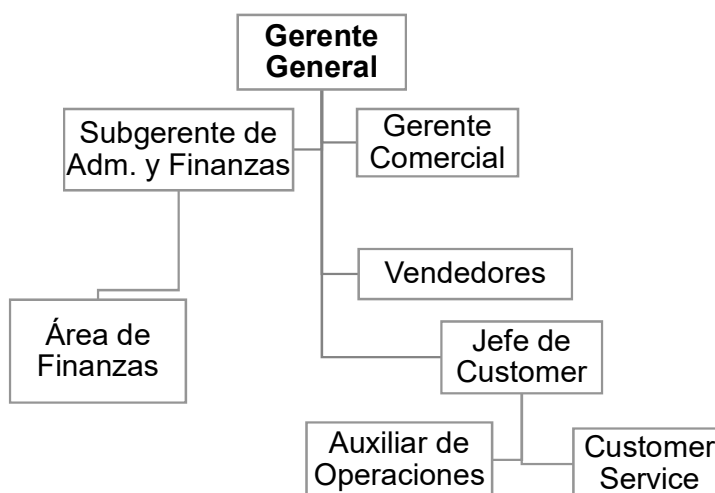 Gerente
General
Subgerente de
Adm. y Finanzas
Gerente
Comercial
Vendedores
Área de
Finanzas
Jefe de
Customer
Auxiliar de
Operaciones
Customer
Service